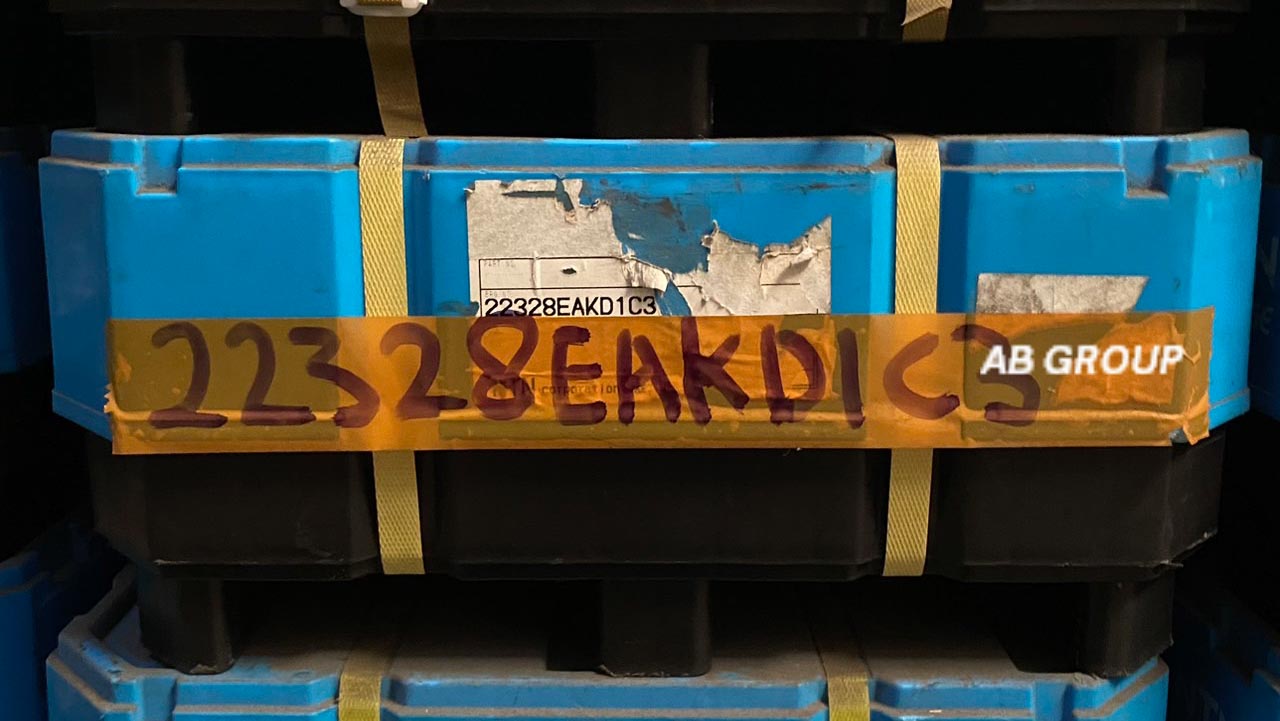 22328EAKD1C3
22328EAKD1C3
AB GROUP
corporation